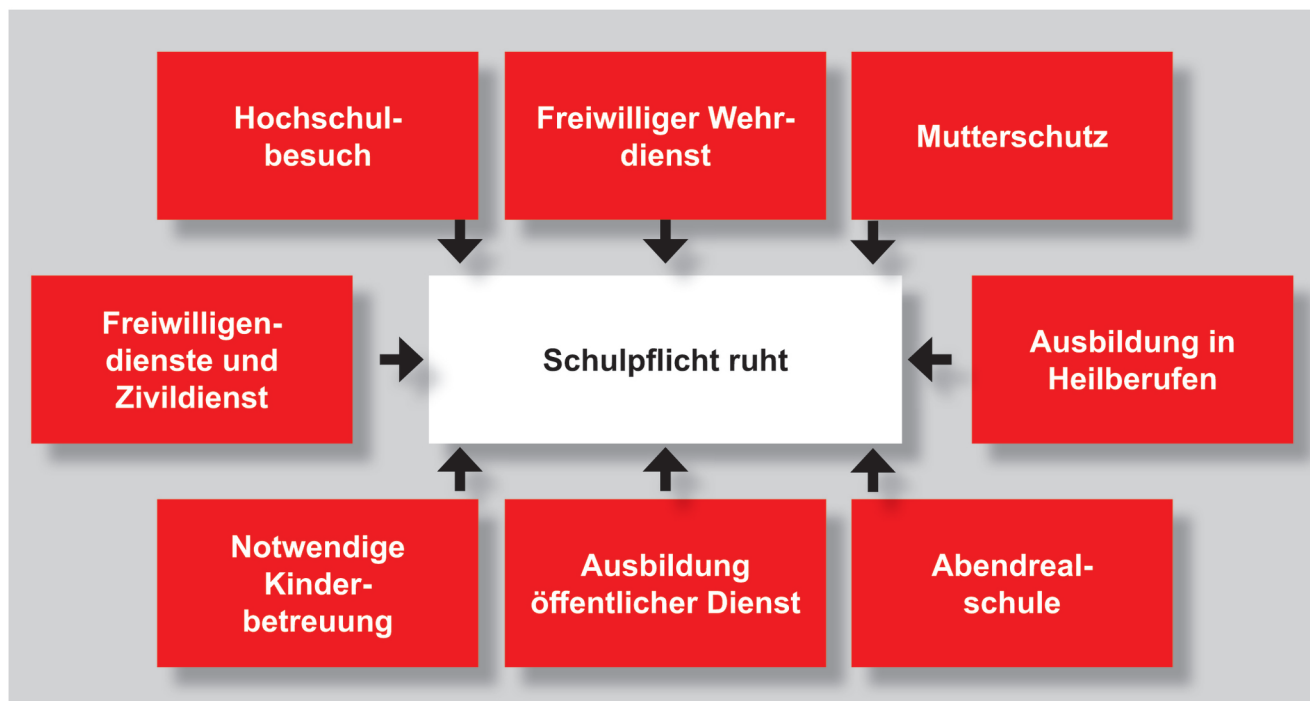 Hochschul-
besuch
Freiwilliger Wehr-
dienst
Mutterschutz
Freiwilligen-
dienste und
Zivildienst
Schulpflicht ruht
Ausbildung in
Heilberufen
Notwendige
Kinder-
betreuung
Ausbildung
öffentlicher Dienst
Abendreal-
schule